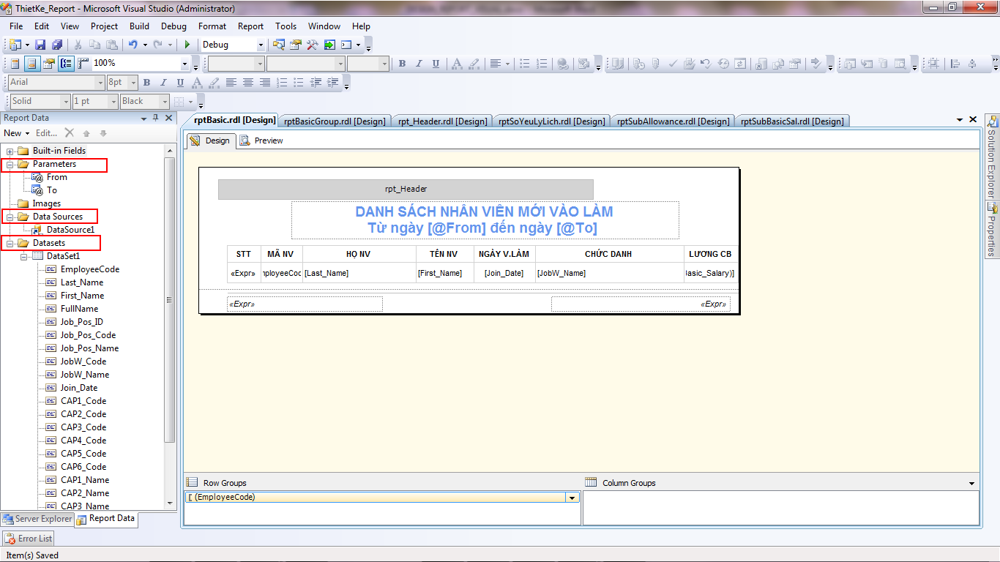 ThietKe_Report - Microsoft Visual Studio (Administrator)
File Edit View Project Build Debug Format Report Tools Window Help
Debug
100%
Arial 8pt
Solid 1 pt Black
Report Data
New Edit...
Built-in Fields
Parameters
From
To
Images
Data Sources
DataSource1
Datasets
DataSet1
EmployeeCode
Last_Name
First_Name
FullName
Job_Pos_ID
Job_Pos_Code
Job_Pos_Name
JobW_Code
JobW_Name
Join_Date
CAP1_Code
CAP2_Code
CAP3_Code
CAP4_Code
CAP5_Code
CAP6_Code
CAP1_Name
CAP2_Name
CAP3_Name
Server Explorer Report Data
rptBasic.rdl [Design] rptBasicGroup.rdl [Design] rpt_Header.rdl [Design] rptSoYeuLyLich.rdl [Design] rptSubAllowance.rdl [Design] rptSubBasicSal.rdl [Design]
Design Preview
rpt_Header
DANH SÁCH NHÂN VIÊN MỚI VÀO LÀM
Từ ngày [@From] đến ngày [@To]
STT MÃ NV HỌ NV TÊN NV NGÀY V.LÀM CHỨC DANH LƯƠNG CB
«Expr» mployeeCoc [Last_Name] [First_Name] [Join_Date] [JobW_Name] Basic_Salary)]
«Expr» «Expr»
Row Groups Column Groups
(EmployeeCode)
Solution Explorer
Properties
Error List
Item(s) Saved